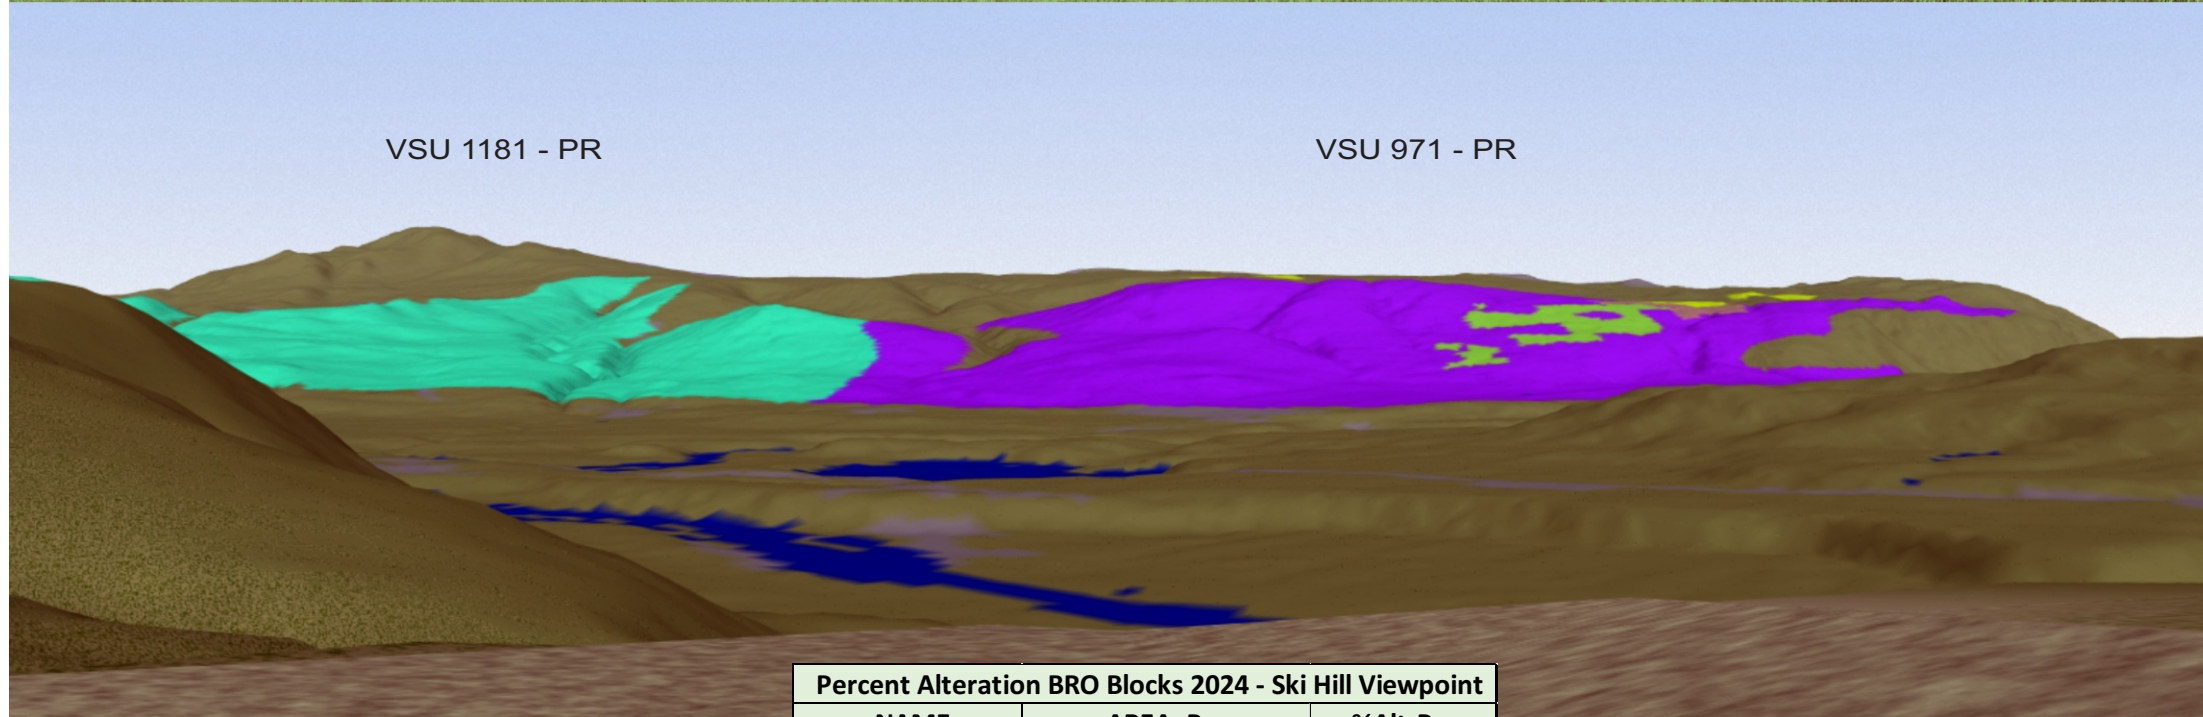 VSU 1181 - PR
VSU 971 - PR
Percent Alteration BRO Blocks 2024 - Ski Hill Viewpoint